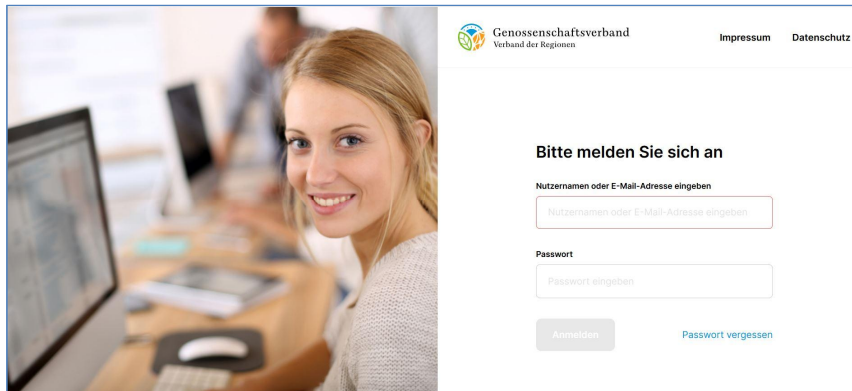 Genossenschaftsverband
Verband der Regionen
Impressum Datenschutz
Bitte melden Sie sich an
Nutzernamen oder E-Mail-Adresse eingeben
Nutzernamen oder E-Mail-Adresse eingeben
Passwort
Passwort eingeben
Anmelden Passwort vergessen